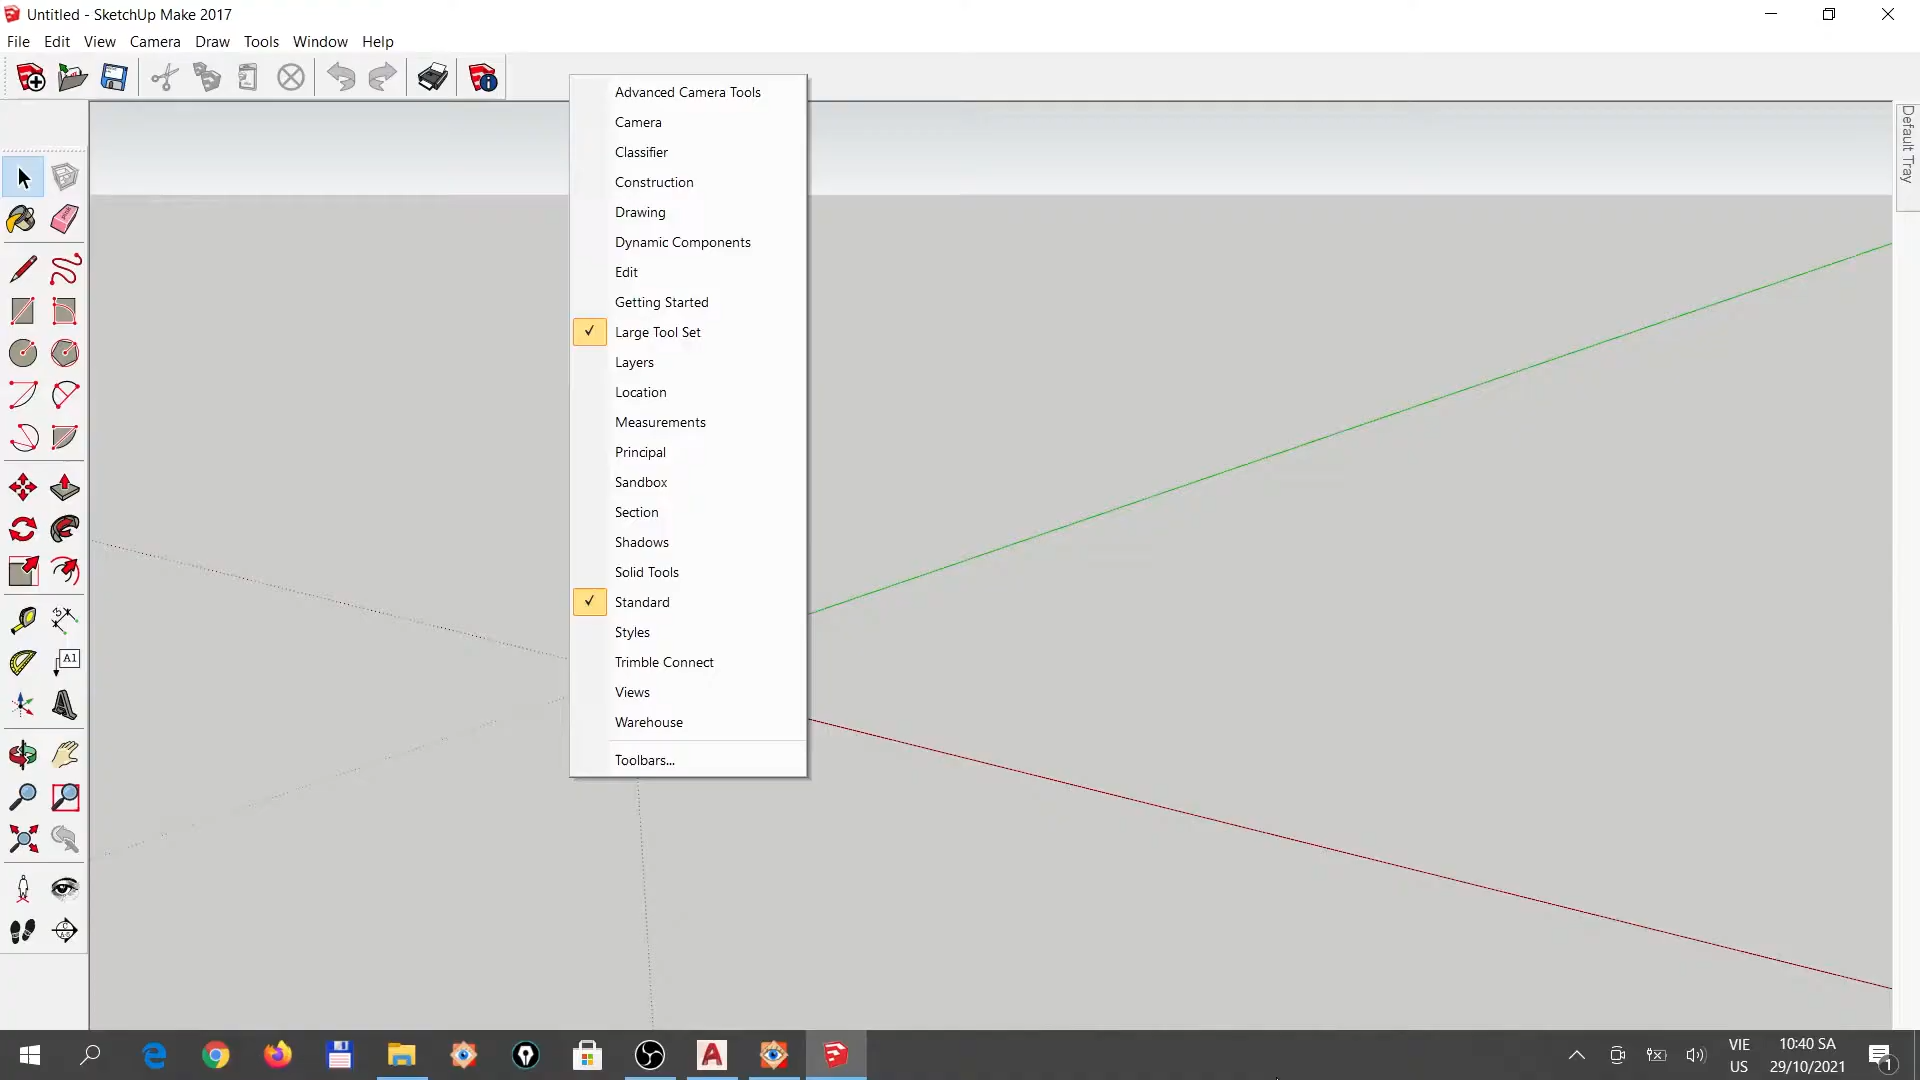 Untitled - SketchUp Make 2017
File Edit View Camera Draw Tools Window Help
Advanced Camera Tools
Camera
Classifier
Construction
Drawing
Dynamic Components
Edit
Getting Started
✓ Large Tool Set
Layers
Location
Measurements
Principal
Sandbox
Section
Shadows
Solid Tools
✓ Standard
Styles
Trimble Connect
Views
Warehouse
Toolbars...
Default Tray
A1
VIE
US
10:40 SA
29/10/2021
1